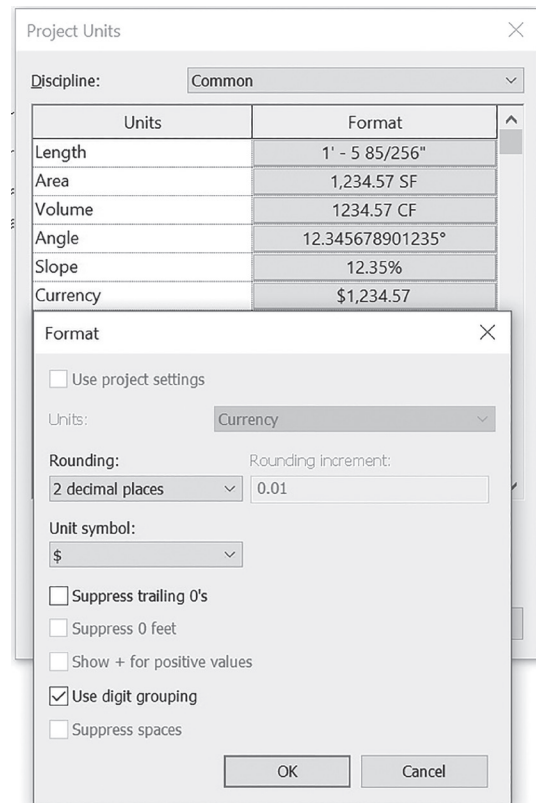 Project Units
Discipline: Common
Units Format
Length 1' - 5 85/256"
Area 1,234.57 SF
Volume 1234.57 CF
Angle 12.345678901235°
Slope 12.35%
Currency $1,234.57
Format
Use project settings
Units: Currency
Rounding: Rounding increment:
2 decimal places 0.01
Unit symbol:
$
Suppress trailing 0's
Suppress 0 feet
Show + for positive values
Use digit grouping
Suppress spaces
OK Cancel